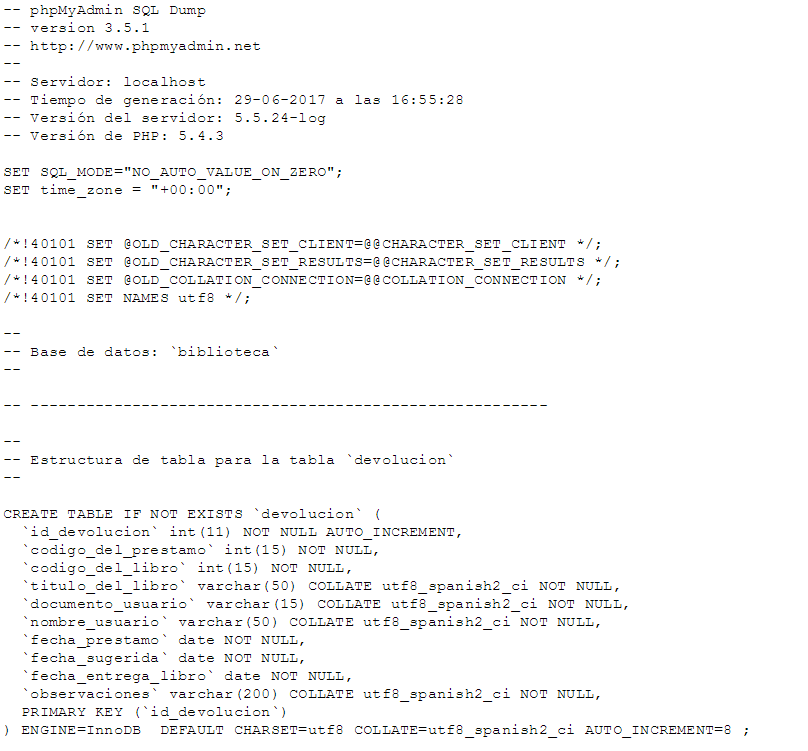 -- phpMyAdmin SQL Dump
-- version 3.5.1
-- http://www.phpmyadmin.net
--
-- Servidor: localhost
-- Tiempo de generación: 29-06-2017 a las 16:55:28
-- Versión del servidor: 5.5.24-log
-- Versión de PHP: 5.4.3
SET SQL_MODE="NO_AUTO_VALUE_ON_ZERO";
SET time_zone = "+00:00";
/*!40101 SET @OLD_CHARACTER_SET_CLIENT=@@CHARACTER_SET_CLIENT */;
/*!40101 SET @OLD_CHARACTER_SET_RESULTS=@@CHARACTER_SET_RESULTS */;
/*!40101 SET @OLD_COLLATION_CONNECTION=@@COLLATION_CONNECTION */;
/*!40101 SET NAMES utf8 */;
--
-- Base de datos: `biblioteca`
--
-- --------------------------------------------------------
--
-- Estructura de tabla para la tabla `devolucion`
--
CREATE TABLE IF NOT EXISTS `devolucion` (
  `id_devolucion` int(11) NOT NULL AUTO_INCREMENT,
  `codigo_del_prestamo` int(15) NOT NULL,
  `codigo_del_libro` int(15) NOT NULL,
  `titulo_del_libro` varchar(50) COLLATE utf8_spanish2_ci NOT NULL,
  `documento_usuario` varchar(15) COLLATE utf8_spanish2_ci NOT NULL,
  `nombre_usuario` varchar(50) COLLATE utf8_spanish2_ci NOT NULL,
  `fecha_prestamo` date NOT NULL,
  `fecha_sugerida` date NOT NULL,
  `fecha_entrega_libro` date NOT NULL,
  `observaciones` varchar(200) COLLATE utf8_spanish2_ci NOT NULL,
  PRIMARY KEY (`id_devolucion`)
) ENGINE=InnoDB  DEFAULT CHARSET=utf8 COLLATE=utf8_spanish2_ci AUTO_INCREMENT=8 ;